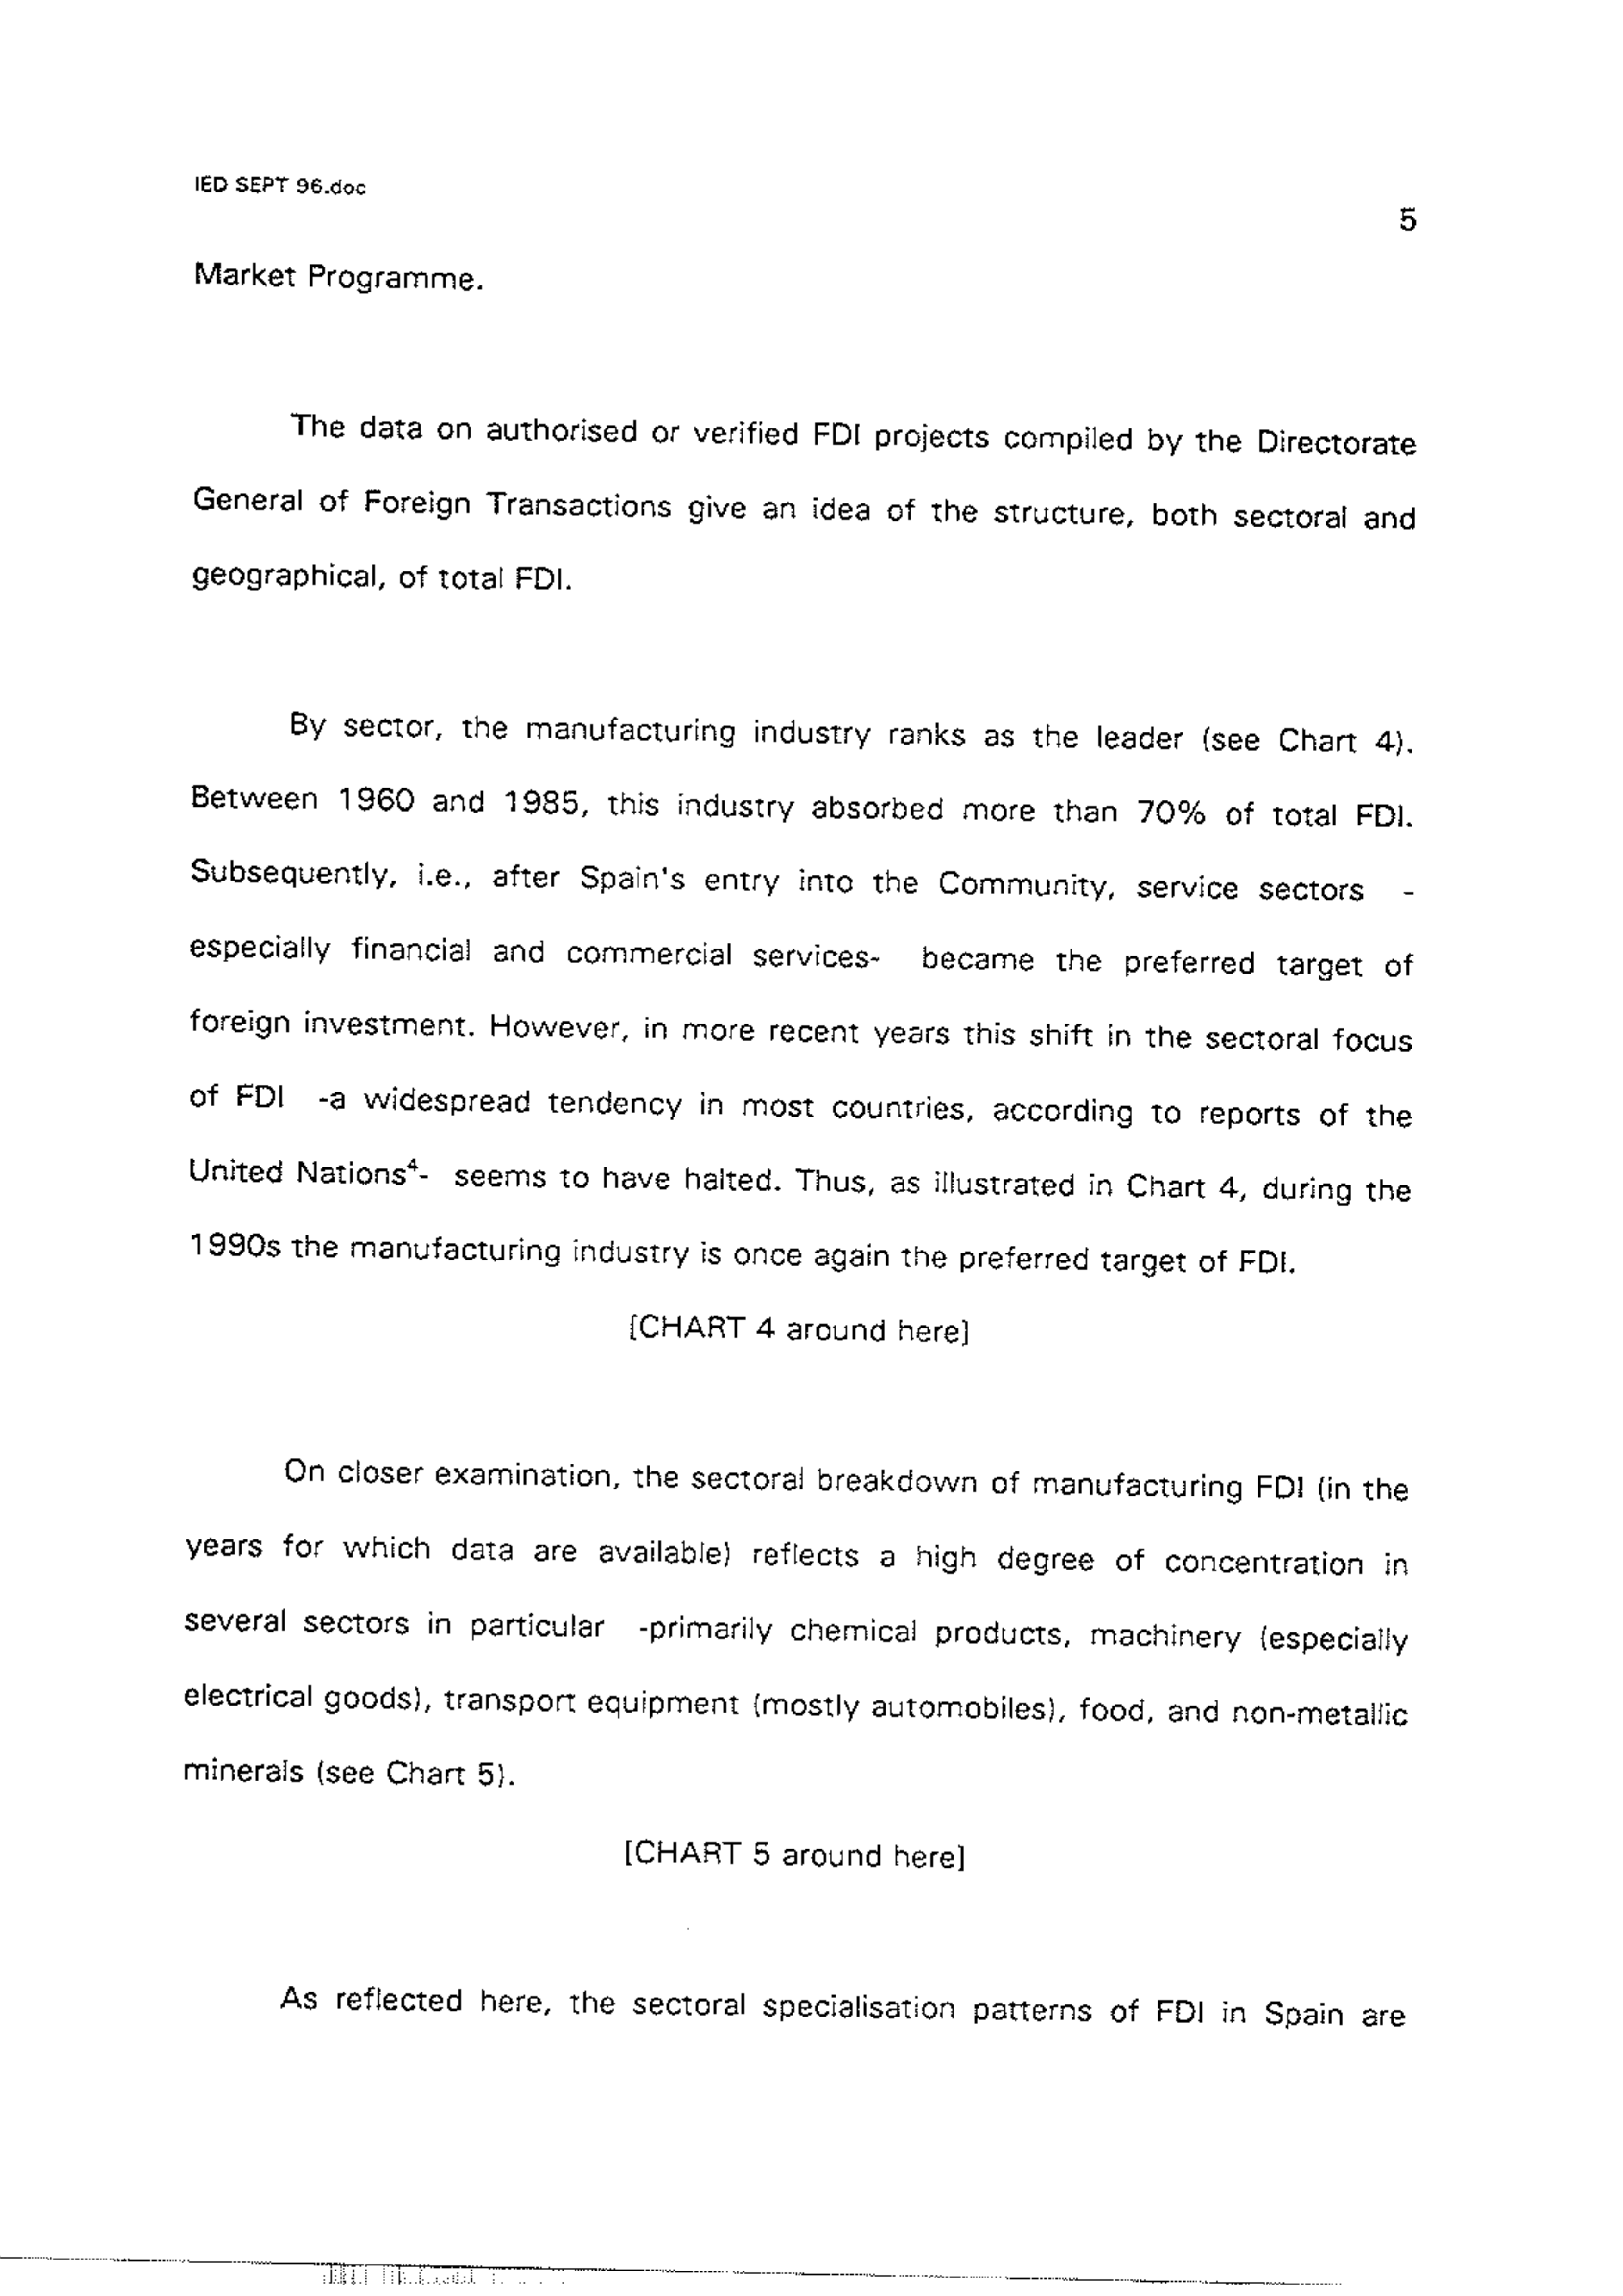 IED SEPT 96.doc
5
Market Programme.
The data on authorised or verified FDI projects compiled by the Directorate
General of Foreign Transactions give an idea of the structure, both sectoral and
geographical, of total FDI.
By sector, the manufacturing industry ranks as the leader (see Chart 4).
Between 1960 and 1985, this industry absorbed more than 70% of total FDI.
Subsequently, i.e., after Spain's entry into the Community, service sectors -
especially financial and commercial services- became the preferred target of
foreign investment. However, in more recent years this shift in the sectoral focus
of FDI -a widespread tendency in most countries, according to reports of the
United Nations⁴- seems to have halted. Thus, as illustrated in Chart 4, during the
1990s the manufacturing industry is once again the preferred target of FDI.
[CHART 4 around here]
On closer examination, the sectoral breakdown of manufacturing FDI (in the
years for which data are available) reflects a high degree of concentration in
several sectors in particular -primarily chemical products, machinery (especially
electrical goods), transport equipment (mostly automobiles), food, and non-metallic
minerals (see Chart 5).
[CHART 5 around here]
As reflected here, the sectoral specialisation patterns of FDI in Spain are